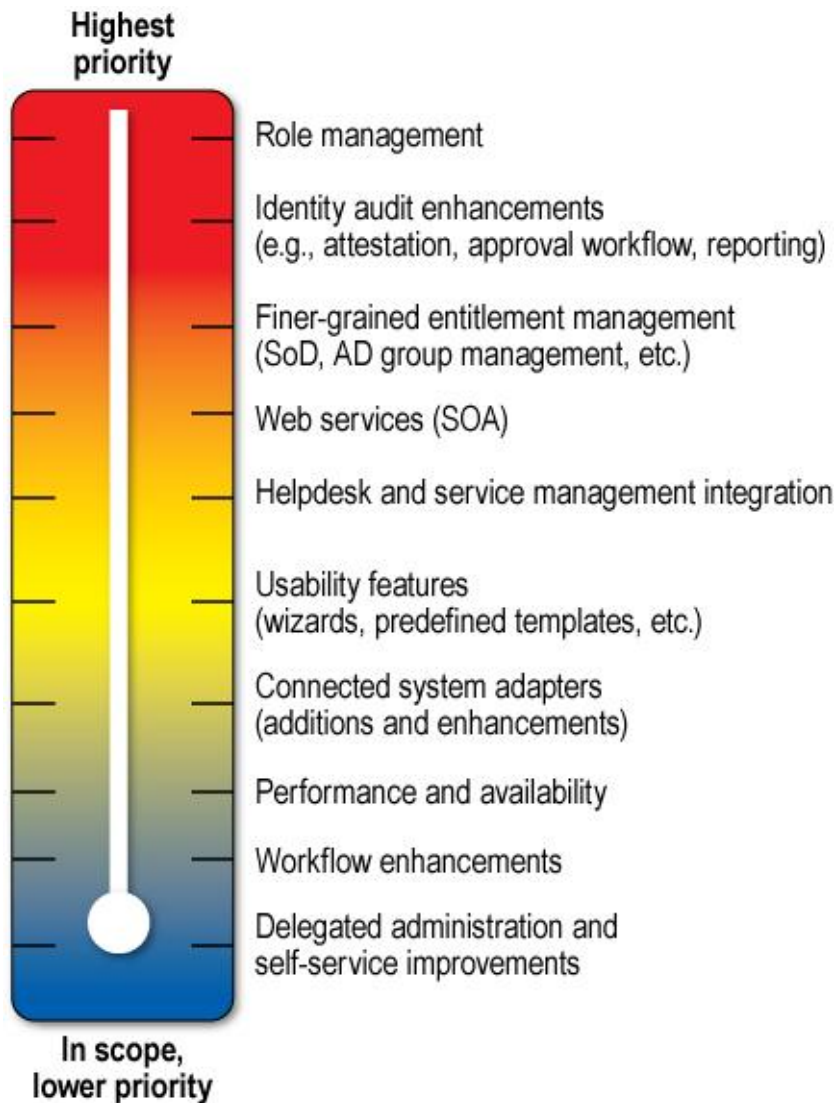 Highest
priority
Role management
Identity audit enhancements
(e.g., attestation, approval workflow, reporting)
Finer-grained entitlement management
(SoD, AD group management, etc.)
Web services (SOA)
Helpdesk and service management integration
Usability features
(wizards, predefined templates, etc.)
Connected system adapters
(additions and enhancements)
Performance and availability
Workflow enhancements
Delegated administration and
self-service improvements
In scope,
lower priority